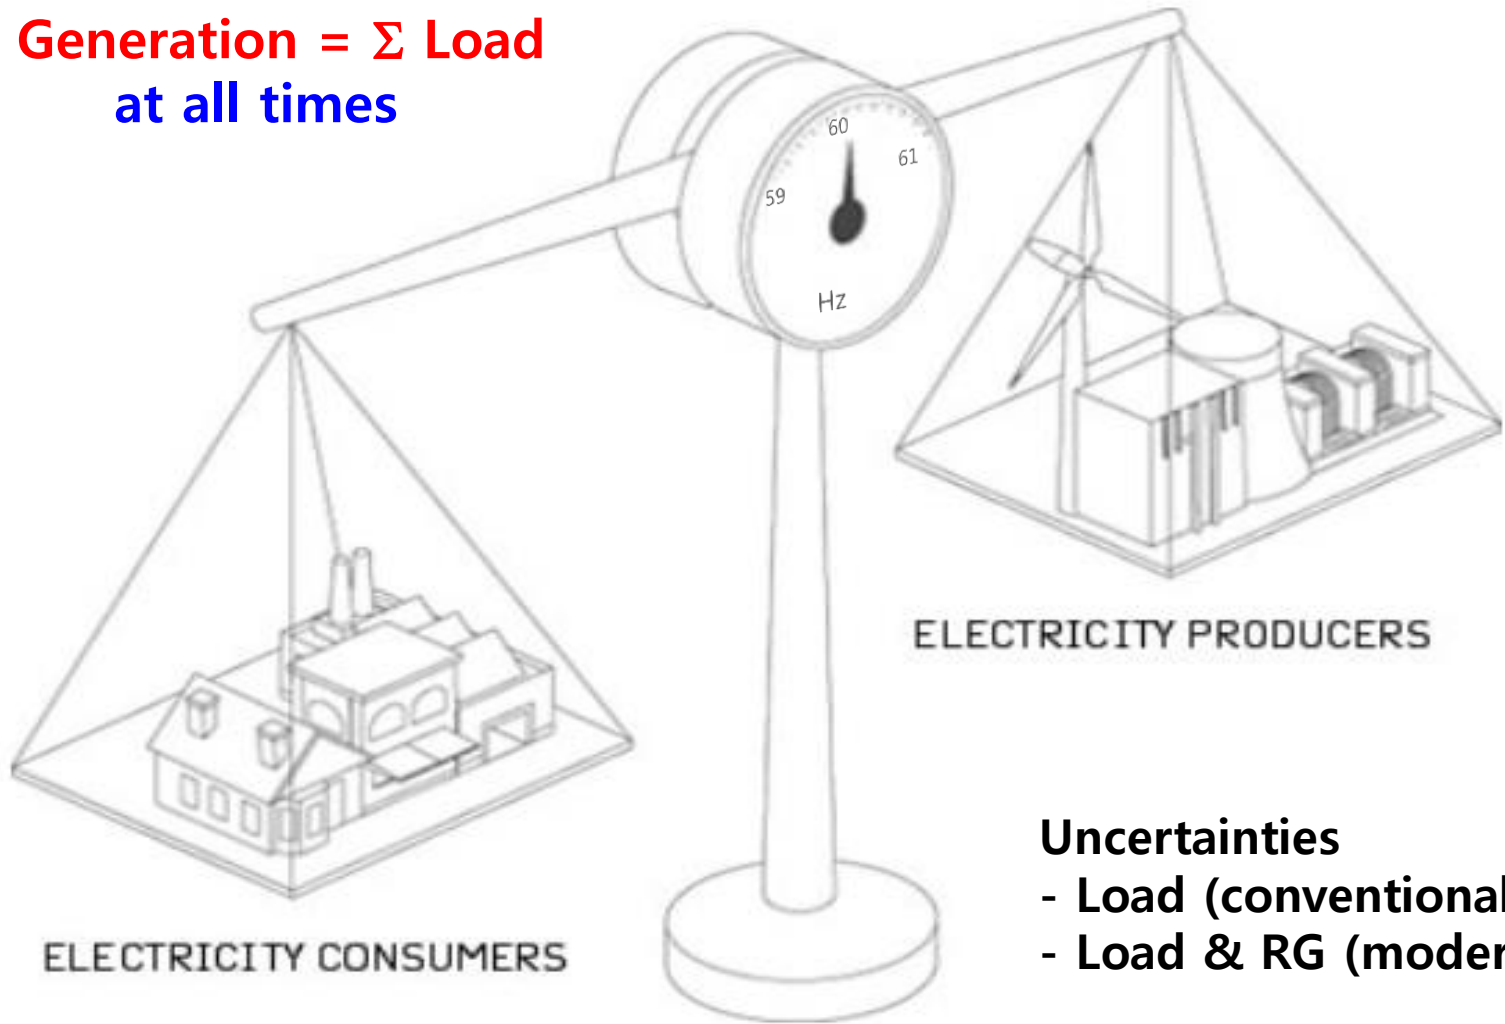 Generation = Σ Load
at all times
60
61
59
Hz
ELECTRICITY PRODUCERS
Uncertainties
- Load (conventional
- Load & RG (moder
ELECTRICITY CONSUMERS